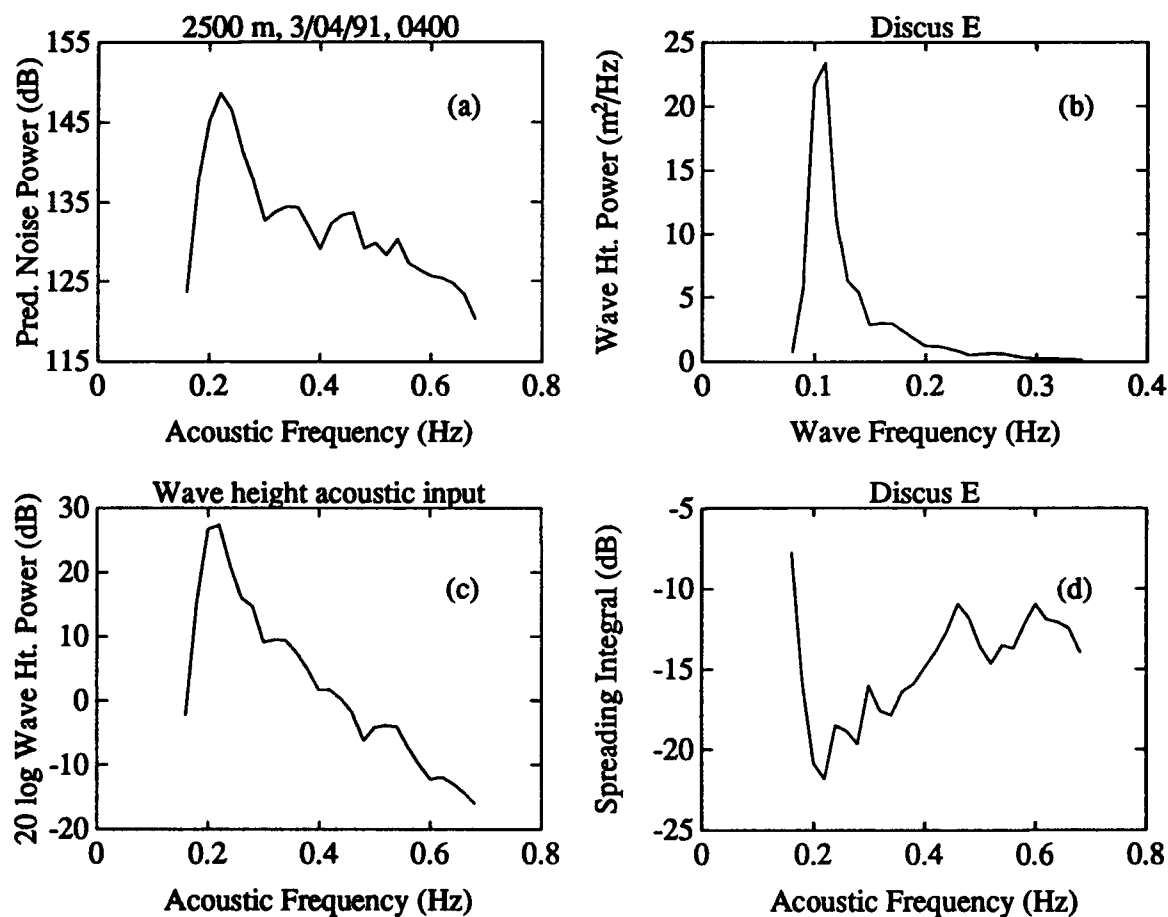 2500 m, 3/04/91, 0400
Pred. Noise Power (dB)
155
145
135
125
115
(a)
0
0.2
0.4
0.6
0.8
Acoustic Frequency (Hz)
Discus E
Wave Ht. Power (m²/Hz)
25
20
15
10
5
0
(b)
0
0.1
0.2
0.3
0.4
Wave Frequency (Hz)
Wave height acoustic input
20 log Wave Ht. Power (dB)
30
20
10
0
-10
-20
(c)
0
0.2
0.4
0.6
0.8
Acoustic Frequency (Hz)
Discus E
Spreading Integral (dB)
-5
-10
-15
-20
-25
(d)
0
0.2
0.4
0.6
0.8
Acoustic Frequency (Hz)